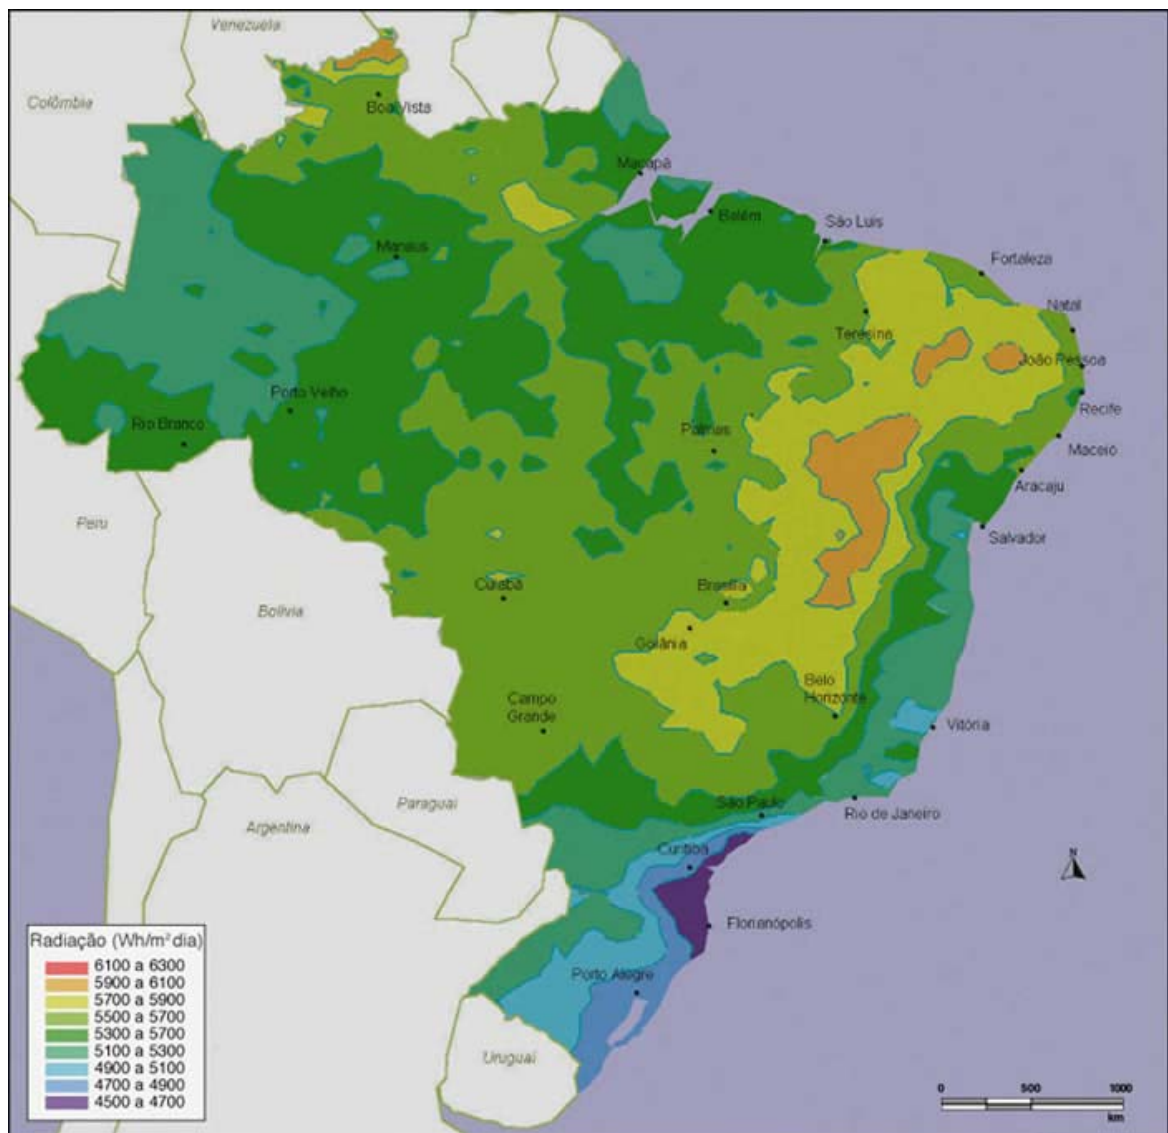 Venezuela
Colômbia
Boa Vista
Macapá
Belém
São Luis
Manaus
Fortaleza
Natal
Teresina
João Pessoa
Porto Velho
Recife
Rio Branco
Palmas
Maceió
Aracaju
Peru
Salvador
Cuiabá
Brasília
Bolívia
Goiânia
Belo
Horizonte
Campo
Grande
Vitória
Paraguai
São Paulo
Rio de Janeiro
Argentina
Curitiba
N
Florianópolis
Radiação (Wh/m² dia)
6100 a 6300
5900 a 6100
5700 a 5900
5500 a 5700
5300 a 5700
5100 a 5300
4900 a 5100
4700 a 4900
4500 a 4700
Porto Alegre
Uruguai
0 500 1000
km